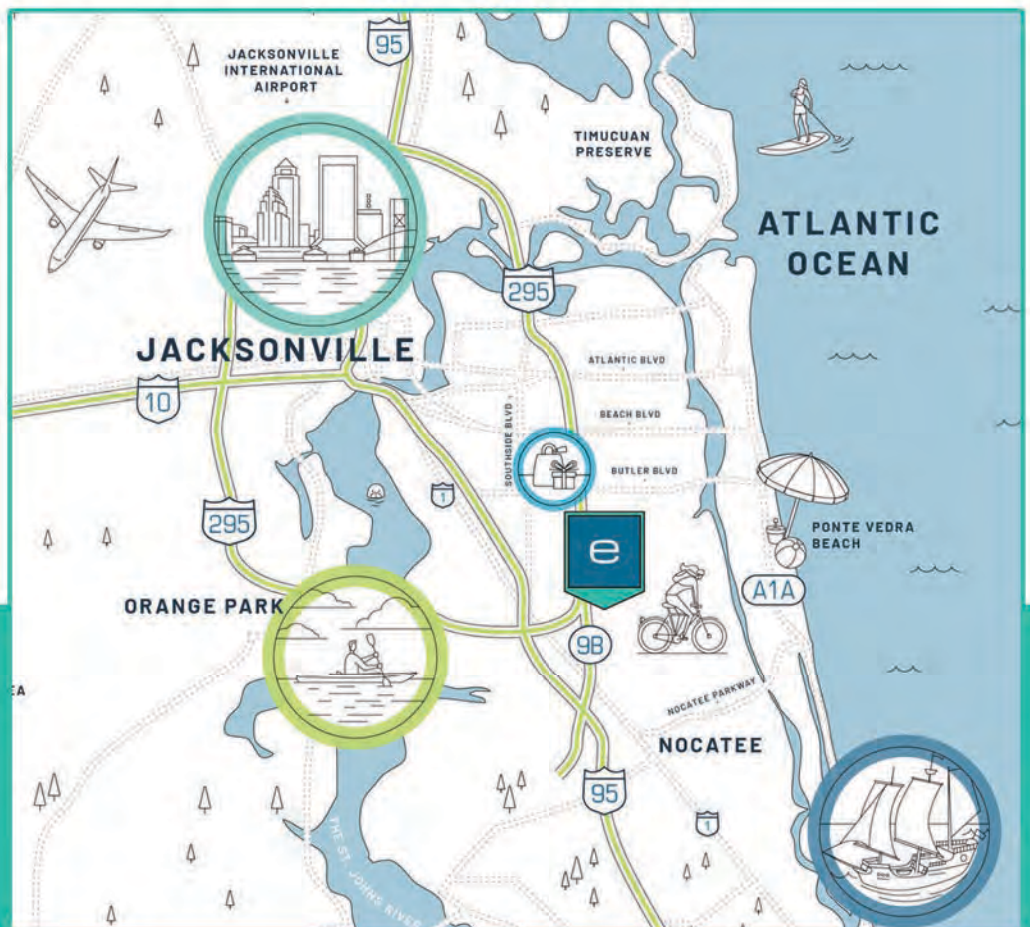 95
JACKSONVILLE
INTERNATIONAL
AIRPORT
TIMUCUAN
PRESERVE
ATLANTIC
OCEAN
295
JACKSONVILLE
ATLANTIC BLVD
10
BEACH BLVD
SOUTHSIDE BLVD
BUTLER BLVD
1
295
PONTE VEDRA
BEACH
e
A1A
ORANGE PARK
9B
EA
NOCATEE PARKWAY
NOCATEE
95
1
THE ST. JOHNS RIVER